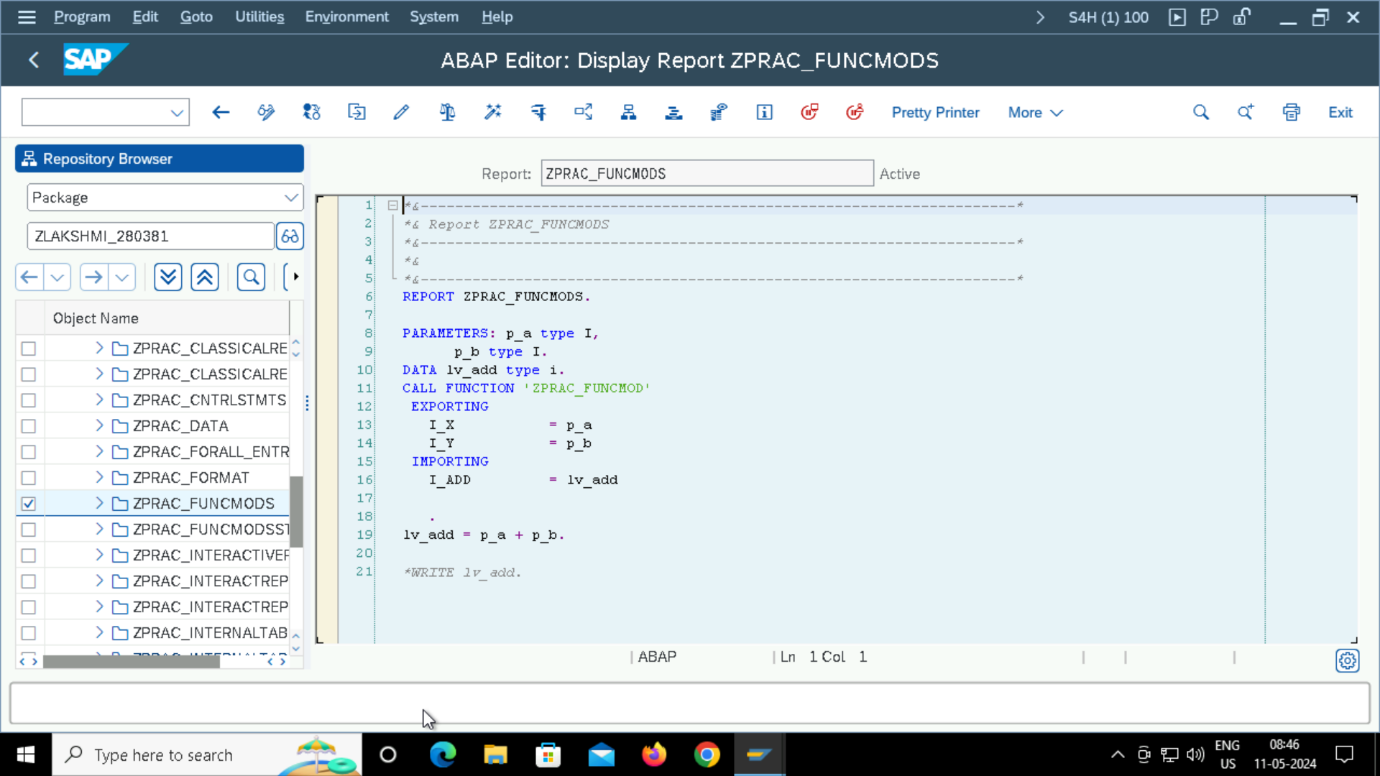 Program Edit Goto Utilities Environment System Help S4H (1) 100
SAP ABAP Editor: Display Report ZPRAC_FUNCMODS
Pretty Printer More Exit
Repository Browser
Package
ZLAKSHMI_280381
Object Name
ZPRAC_CLASSICALRE
ZPRAC_CLASSICALRE
ZPRAC_CNTRLSTMTS
ZPRAC_DATA
ZPRAC_FORALL_ENTR
ZPRAC_FORMAT
ZPRAC_FUNCMODS
ZPRAC_FUNCMODSST
ZPRAC_INTERACTIVER
ZPRAC_INTERACTREP
ZPRAC_INTERACTREP
ZPRAC_INTERNALTAB
Report: ZPRAC_FUNCMODS Active
1 *&---------------------------------------------------------------------*
2 *& Report ZPRAC_FUNCMODS
3 *&---------------------------------------------------------------------*
4 *&
5 *&---------------------------------------------------------------------*
6 REPORT ZPRAC_FUNCMODS.
7
8 PARAMETERS: p_a type I,
9 p_b type I.
10 DATA lv_add type i.
11 CALL FUNCTION 'ZPRAC_FUNCMOD'
12 EXPORTING
13 I_X = p_a
14 I_Y = p_b
15 IMPORTING
16 I_ADD = lv_add
17
18 .
19 lv_add = p_a + p_b.
20
21 *WRITE lv_add.
ABAP Ln 1 Col 1
Type here to search
ENG
US
08:46
11-05-2024